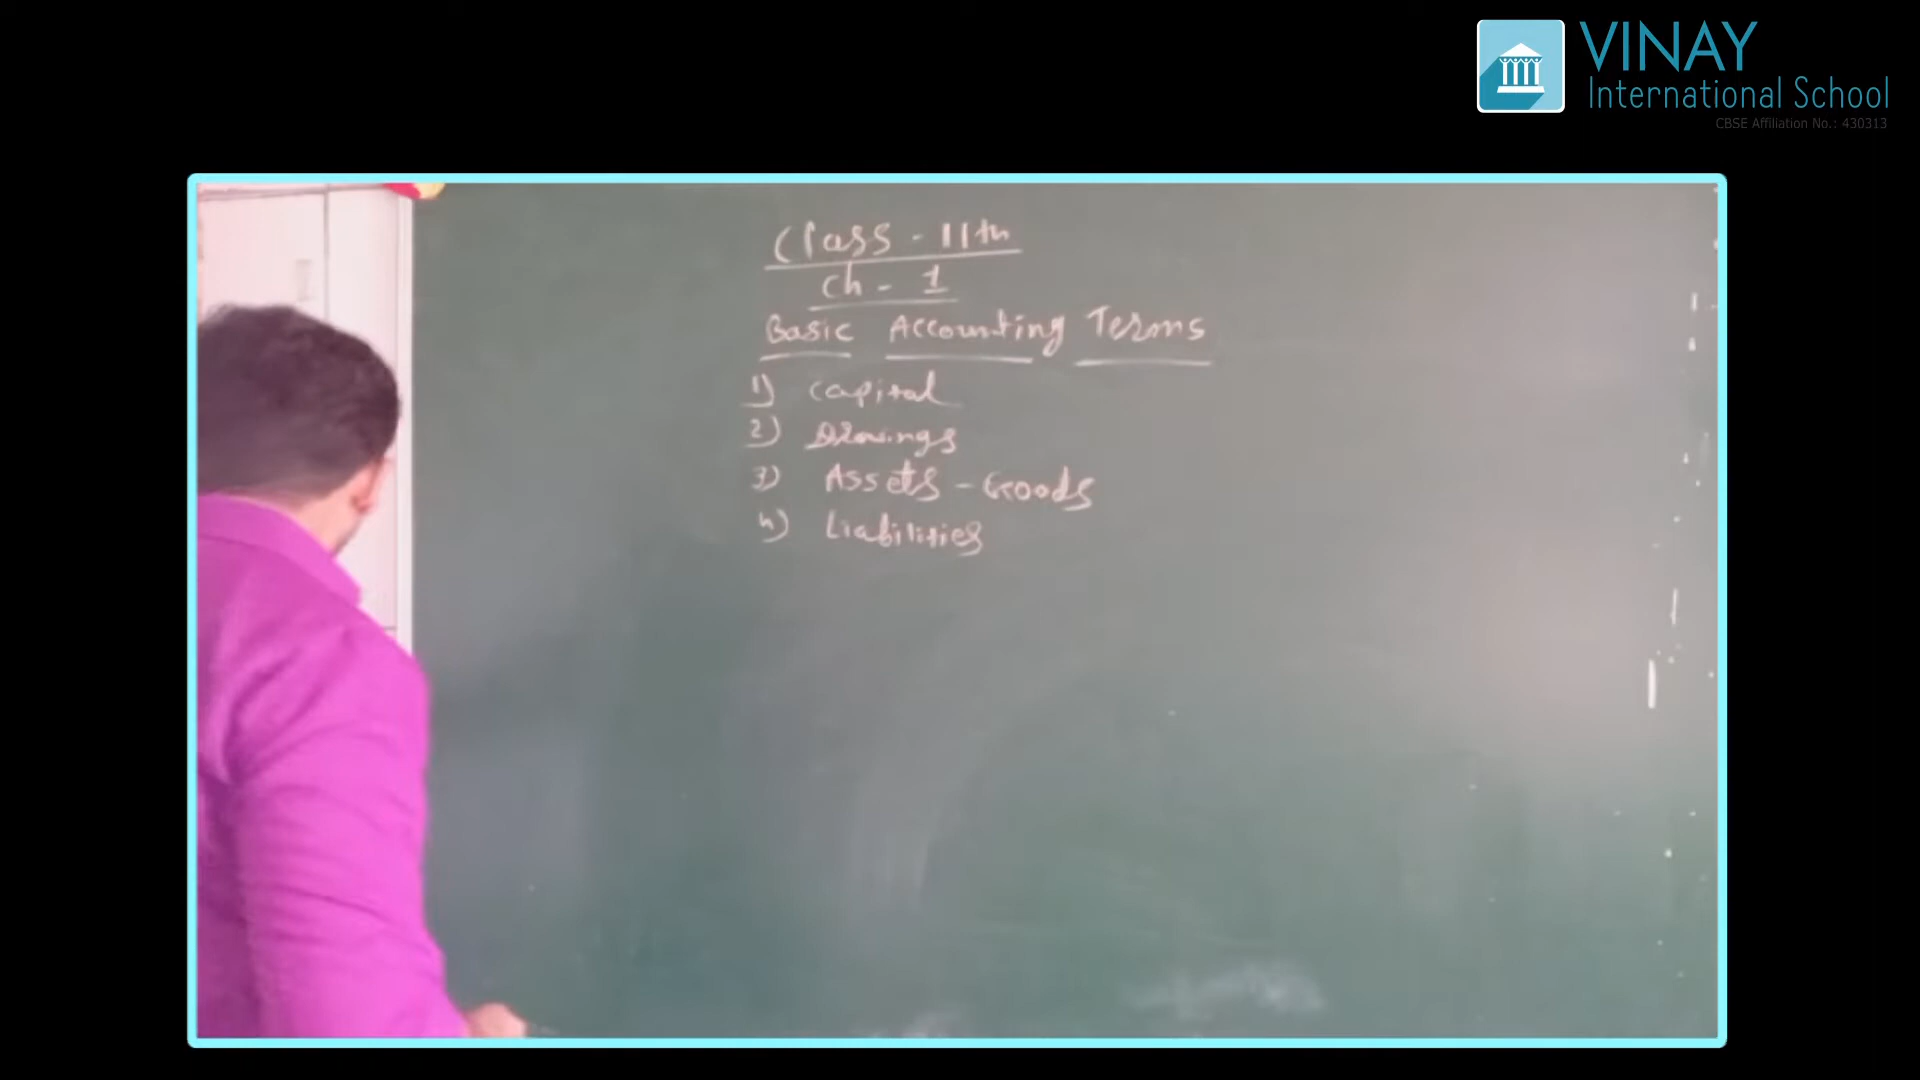 VINAY
International School
CBSE Affiliation No.: 430313
Class - 11th
Ch - 1
Basic Accounting Terms
1) Capital
2) Drawings
3) Assets - Goods
4) Liabilities